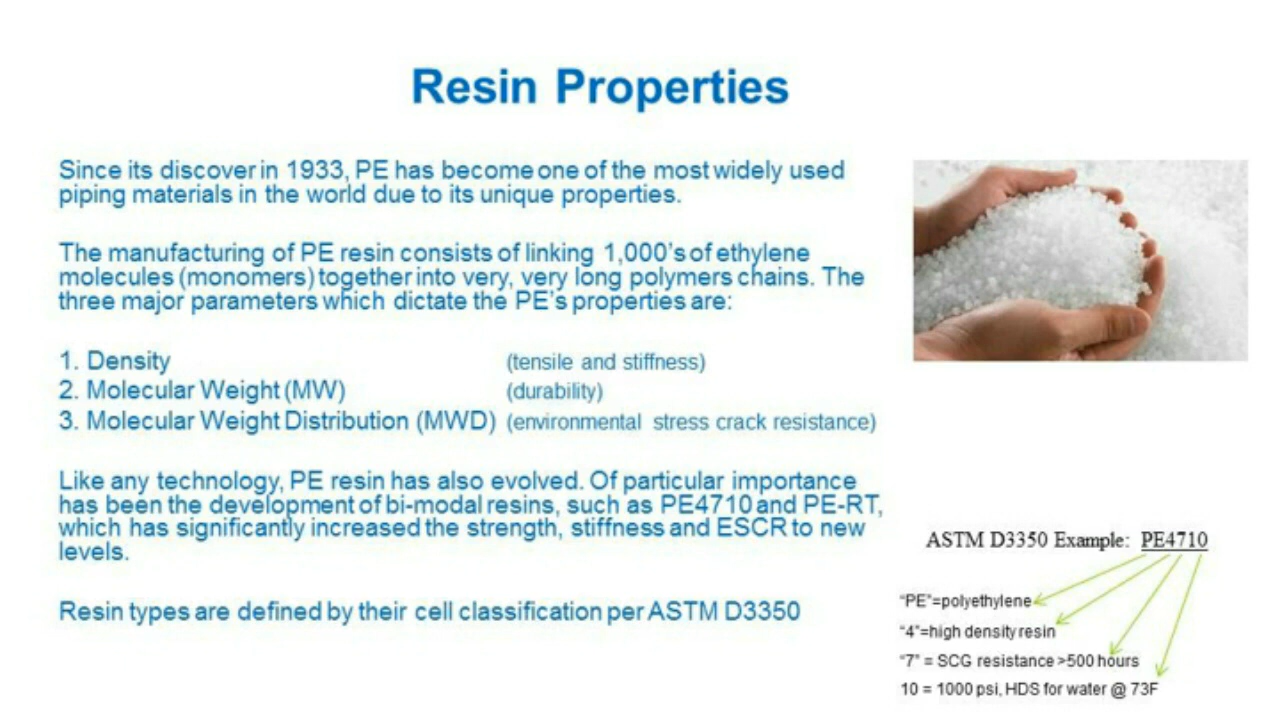 Resin Properties
Since its discover in 1933, PE has become one of the most widely used
piping materials in the world due to its unique properties.
The manufacturing of PE resin consists of linking 1,000's of ethylene
molecules (monomers) together into very, very long polymers chains. The
three major parameters which dictate the PE's properties are:
1. Density (tensile and stiffness)
2. Molecular Weight (MW) (durability)
3. Molecular Weight Distribution (MWD) (environmental stress crack resistance)
Like any technology, PE resin has also evolved. Of particular importance
has been the development of bi-modal resins, such as PE4710 and PE-RT,
which has significantly increased the strength, stiffness and ESCR to new
levels.
Resin types are defined by their cell classification per ASTM D3350
ASTM D3350 Example: PE4710
"PE"=polyethylene
"4"=high density resin
"7" = SCG resistance >500 hours
10 = 1000 psi, HDS for water @ 73F